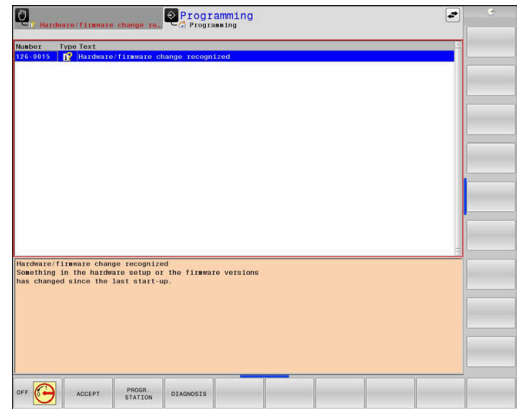 Programming
Hardware/firmware change re…
Programming
Number Type Text
126-0015 Hardware/firmware change recognized
Hardware/firmware change recognized
Something in the hardware setup or the firmware versions
has changed since the last start-up.
OFF
ACCEPT
PROGR.
STATION
DIAGNOSIS